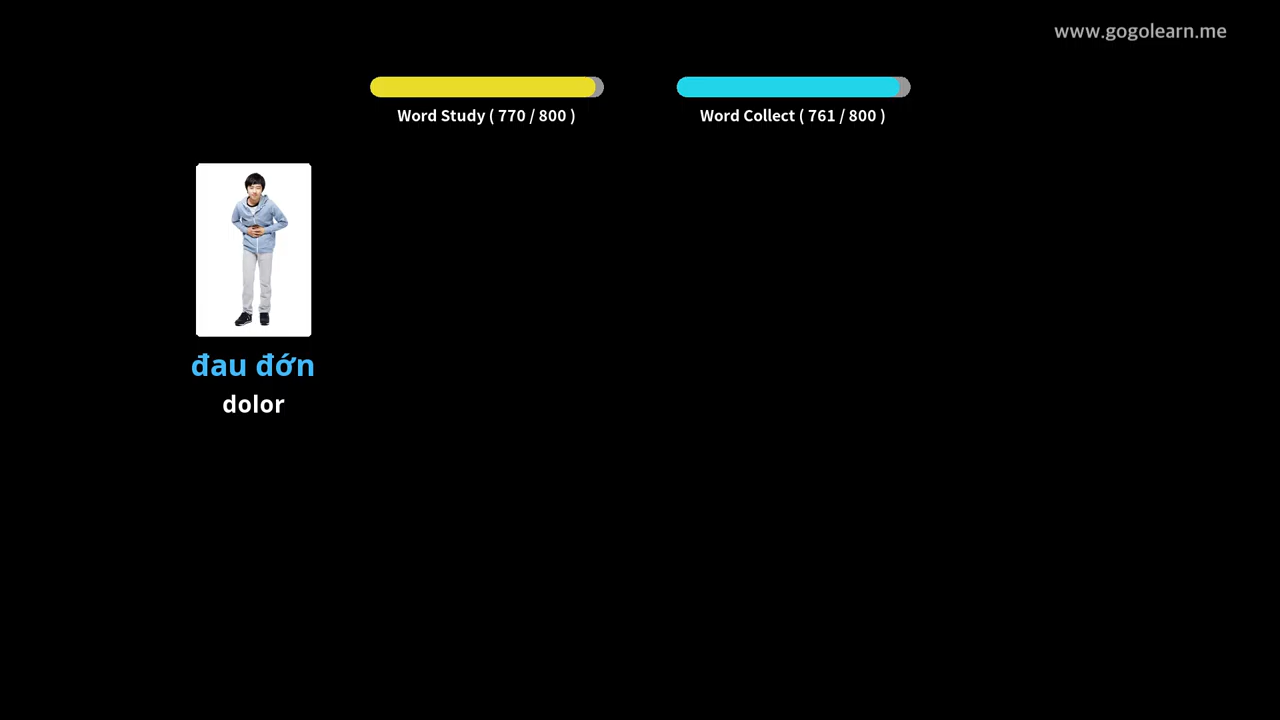 www.gogolearn.me
Word Study ( 770 / 800 )
Word Collect ( 761 / 800 )
đau đớn
dolor